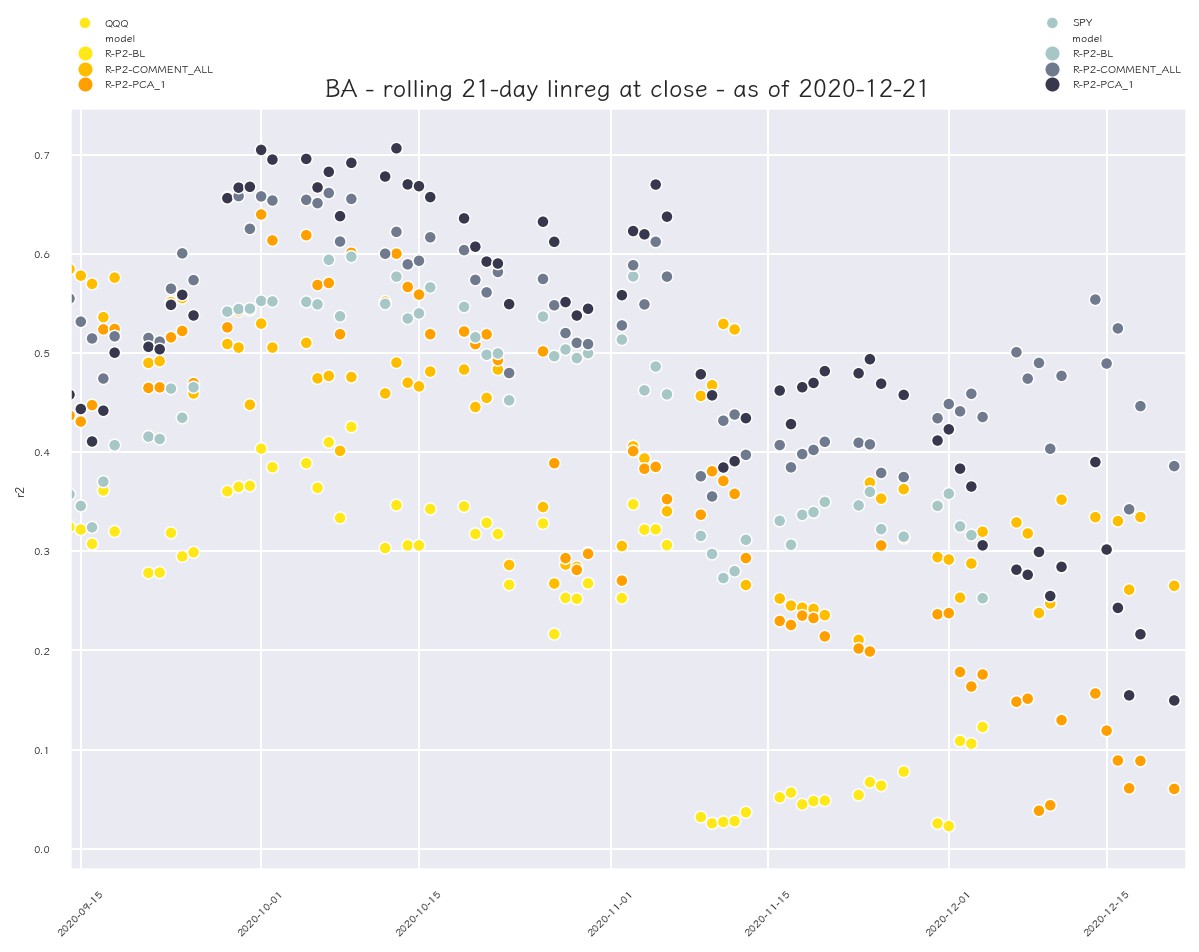 QQQ
model
R-P2-BL
R-P2-COMMENT_ALL
R-P2-PCA_1
SPY
model
R-P2-BL
R-P2-COMMENT_ALL
R-P2-PCA_1
BA - rolling 21-day linreg at close - as of 2020-12-21
r2
0.7
0.6
0.5
0.4
0.3
0.2
0.1
0.0
2020-09-15
2020-10-01
2020-10-15
2020-11-01
2020-11-15
2020-12-01
2020-12-15